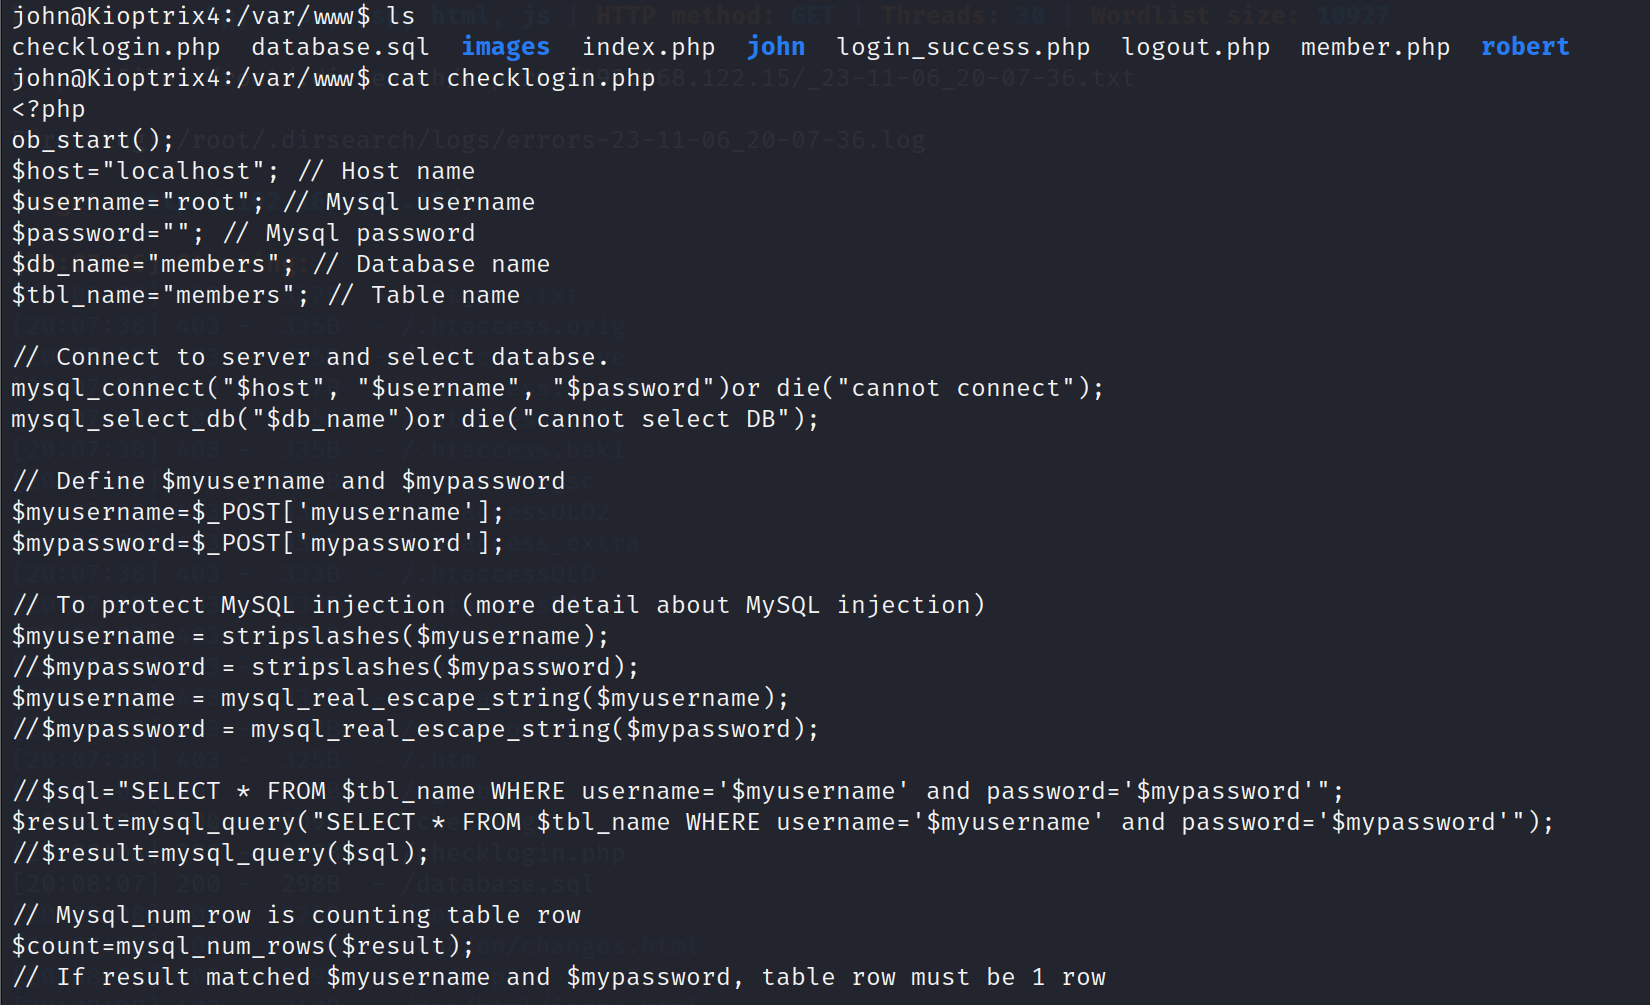 john@Kioptrix4:/var/www$ ls
checklogin.php  database.sql  images  index.php  john  login_success.php  logout.php  member.php  robert
john@Kioptrix4:/var/www$ cat checklogin.php
<?php
ob_start();
$host="localhost"; // Host name
$username="root"; // Mysql username
$password=""; // Mysql password
$db_name="members"; // Database name
$tbl_name="members"; // Table name

// Connect to server and select databse.
mysql_connect("$host", "$username", "$password")or die("cannot connect");
mysql_select_db("$db_name")or die("cannot select DB");

// Define $myusername and $mypassword
$myusername=$_POST['myusername'];
$mypassword=$_POST['mypassword'];

// To protect MySQL injection (more detail about MySQL injection)
$myusername = stripslashes($myusername);
//$mypassword = stripslashes($mypassword);
$myusername = mysql_real_escape_string($myusername);
//$mypassword = mysql_real_escape_string($mypassword);

//$sql="SELECT * FROM $tbl_name WHERE username='$myusername' and password='$mypassword'";
$result=mysql_query("SELECT * FROM $tbl_name WHERE username='$myusername' and password='$mypassword'");
//$result=mysql_query($sql);

// Mysql_num_row is counting table row
$count=mysql_num_rows($result);
// If result matched $myusername and $mypassword, table row must be 1 row